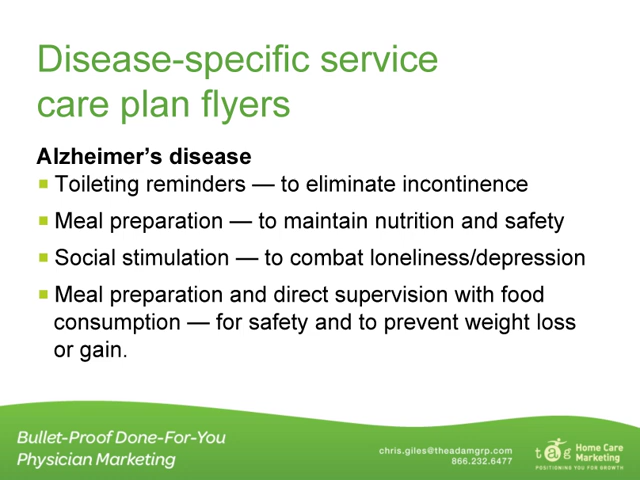 Disease-specific service
care plan flyers
Alzheimer's disease
Toileting reminders — to eliminate incontinence
Meal preparation — to maintain nutrition and safety
Social stimulation — to combat loneliness/depression
Meal preparation and direct supervision with food
consumption — for safety and to prevent weight loss
or gain.
Bullet-Proof Done-For-You
Physician Marketing
chris.giles@theadamgrp.com
866.232.6477
tag Home Care
Marketing
POSITIONING YOU FOR GROWTH